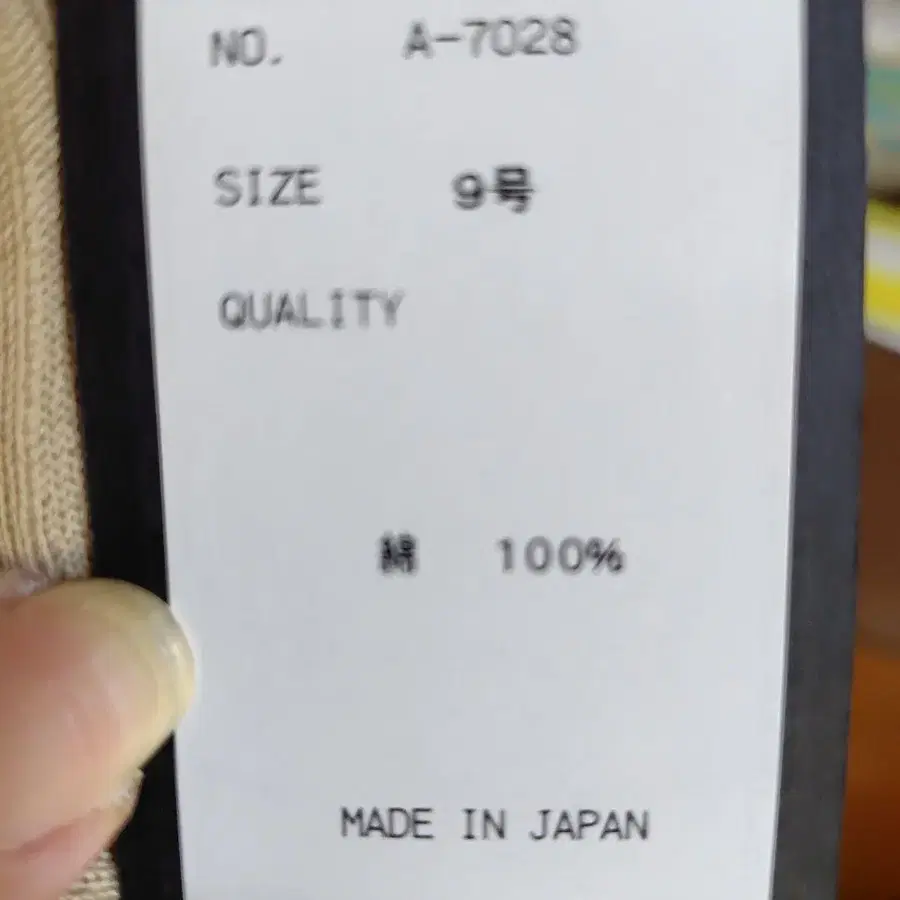 NO. A-7028
SIZE 9号
QUALITY
綿 100%
MADE IN JAPAN